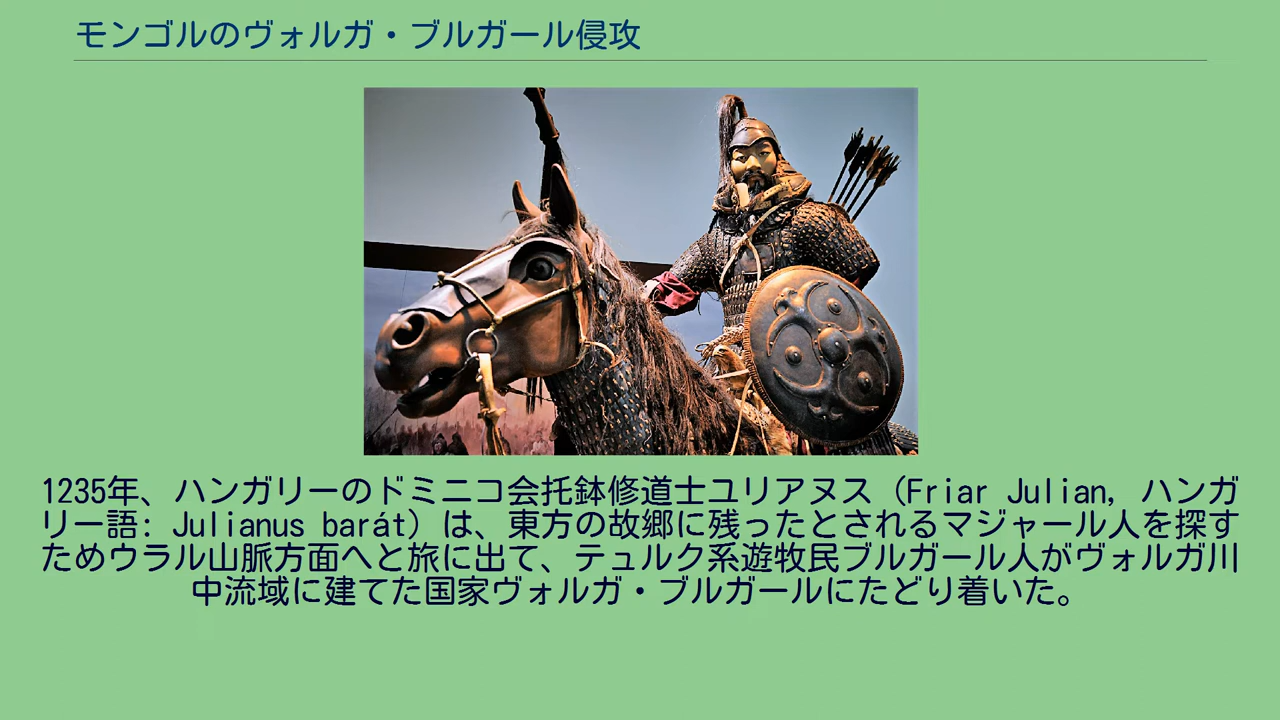 モンゴルのヴォルガ・ブルガール侵攻
1235年、ハンガリーのドミニコ会托鉢修道士ユリアヌス（Friar Julian, ハンガ
リー語: Julianus barát）は、東方の故郷に残ったとされるマジャール人を探す
ためウラル山脈方面へと旅に出て、テュルク系遊牧民ブルガール人がヴォルガ川
中流域に建てた国家ヴォルガ・ブルガールにたどり着いた。